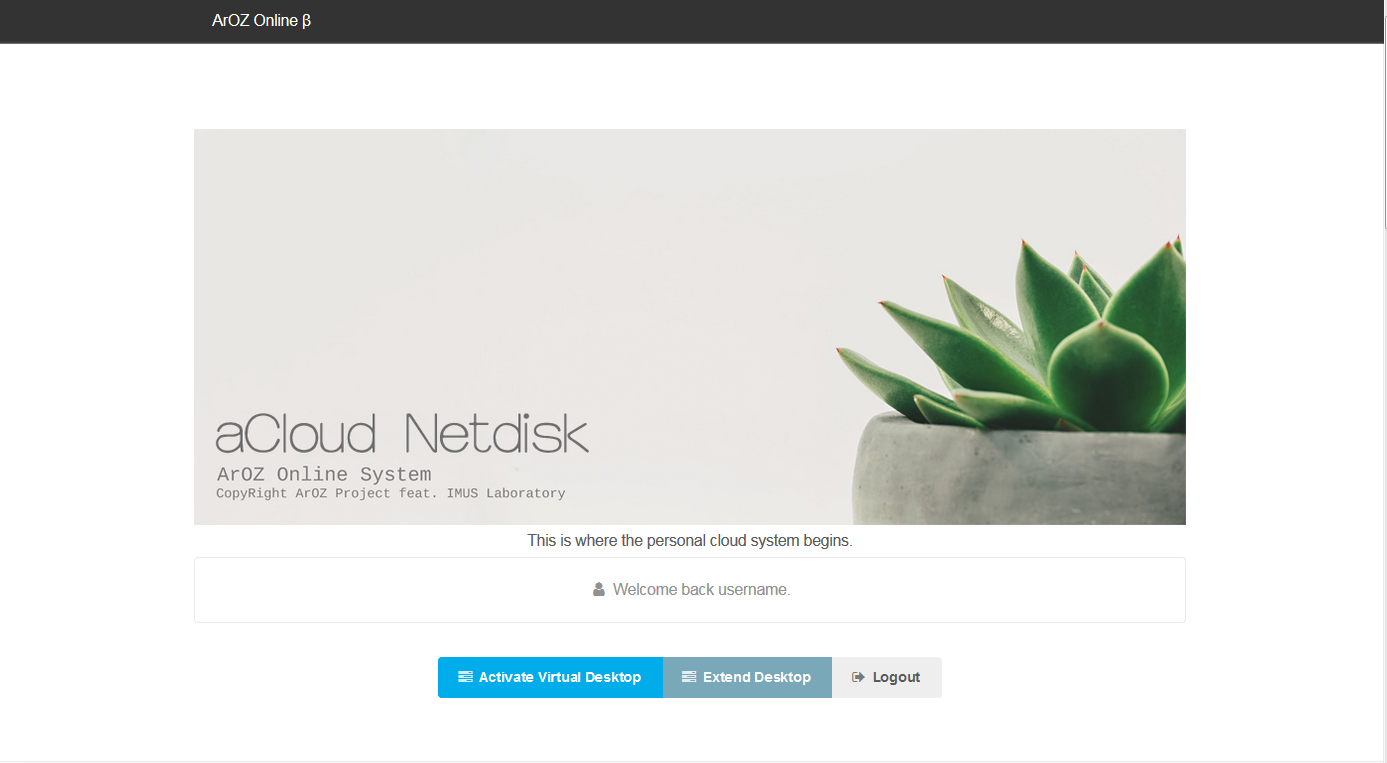 ArOZ Online β
aCloud Netdisk
ArOZ Online System
CopyRight ArOZ Project feat. IMUS Laboratory
This is where the personal cloud system begins.
Welcome back username.
Activate Virtual Desktop
Extend Desktop
Logout